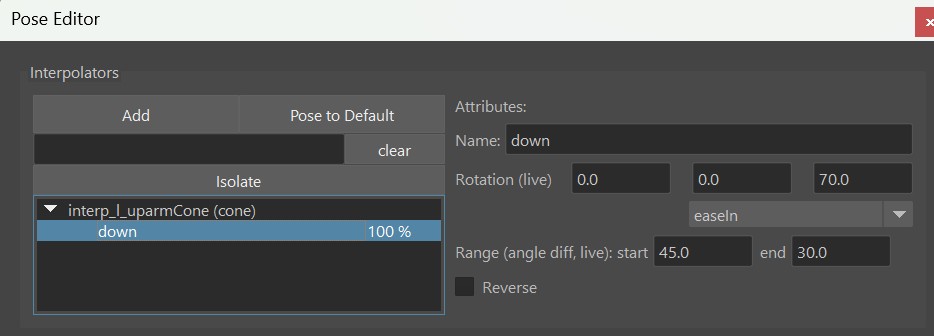 Pose Editor
Interpolators
Add Pose to Default
clear
Isolate
interp_l_uparmCone (cone)
down 100 %
Attributes:
Name: down
Rotation (live) 0.0 0.0 70.0
easeIn
Range (angle diff, live): start 45.0 end 30.0
Reverse